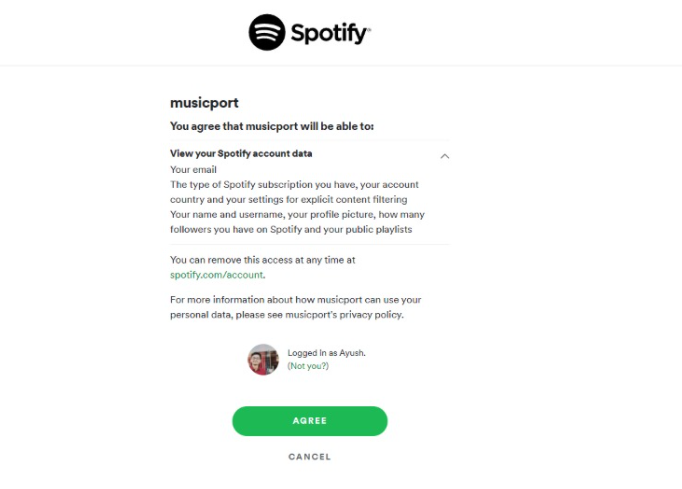 Spotify
musicport
You agree that musicport will be able to:
View your Spotify account data
Your email
The type of Spotify subscription you have, your account
country and your settings for explicit content filtering
Your name and username, your profile picture, how many
followers you have on Spotify and your public playlists
You can remove this access at any time at
spotify.com/account.
For more information about how musicport can use your
personal data, please see musicport's privacy policy.
Logged in as Ayush.
(Not you?)
AGREE
CANCEL